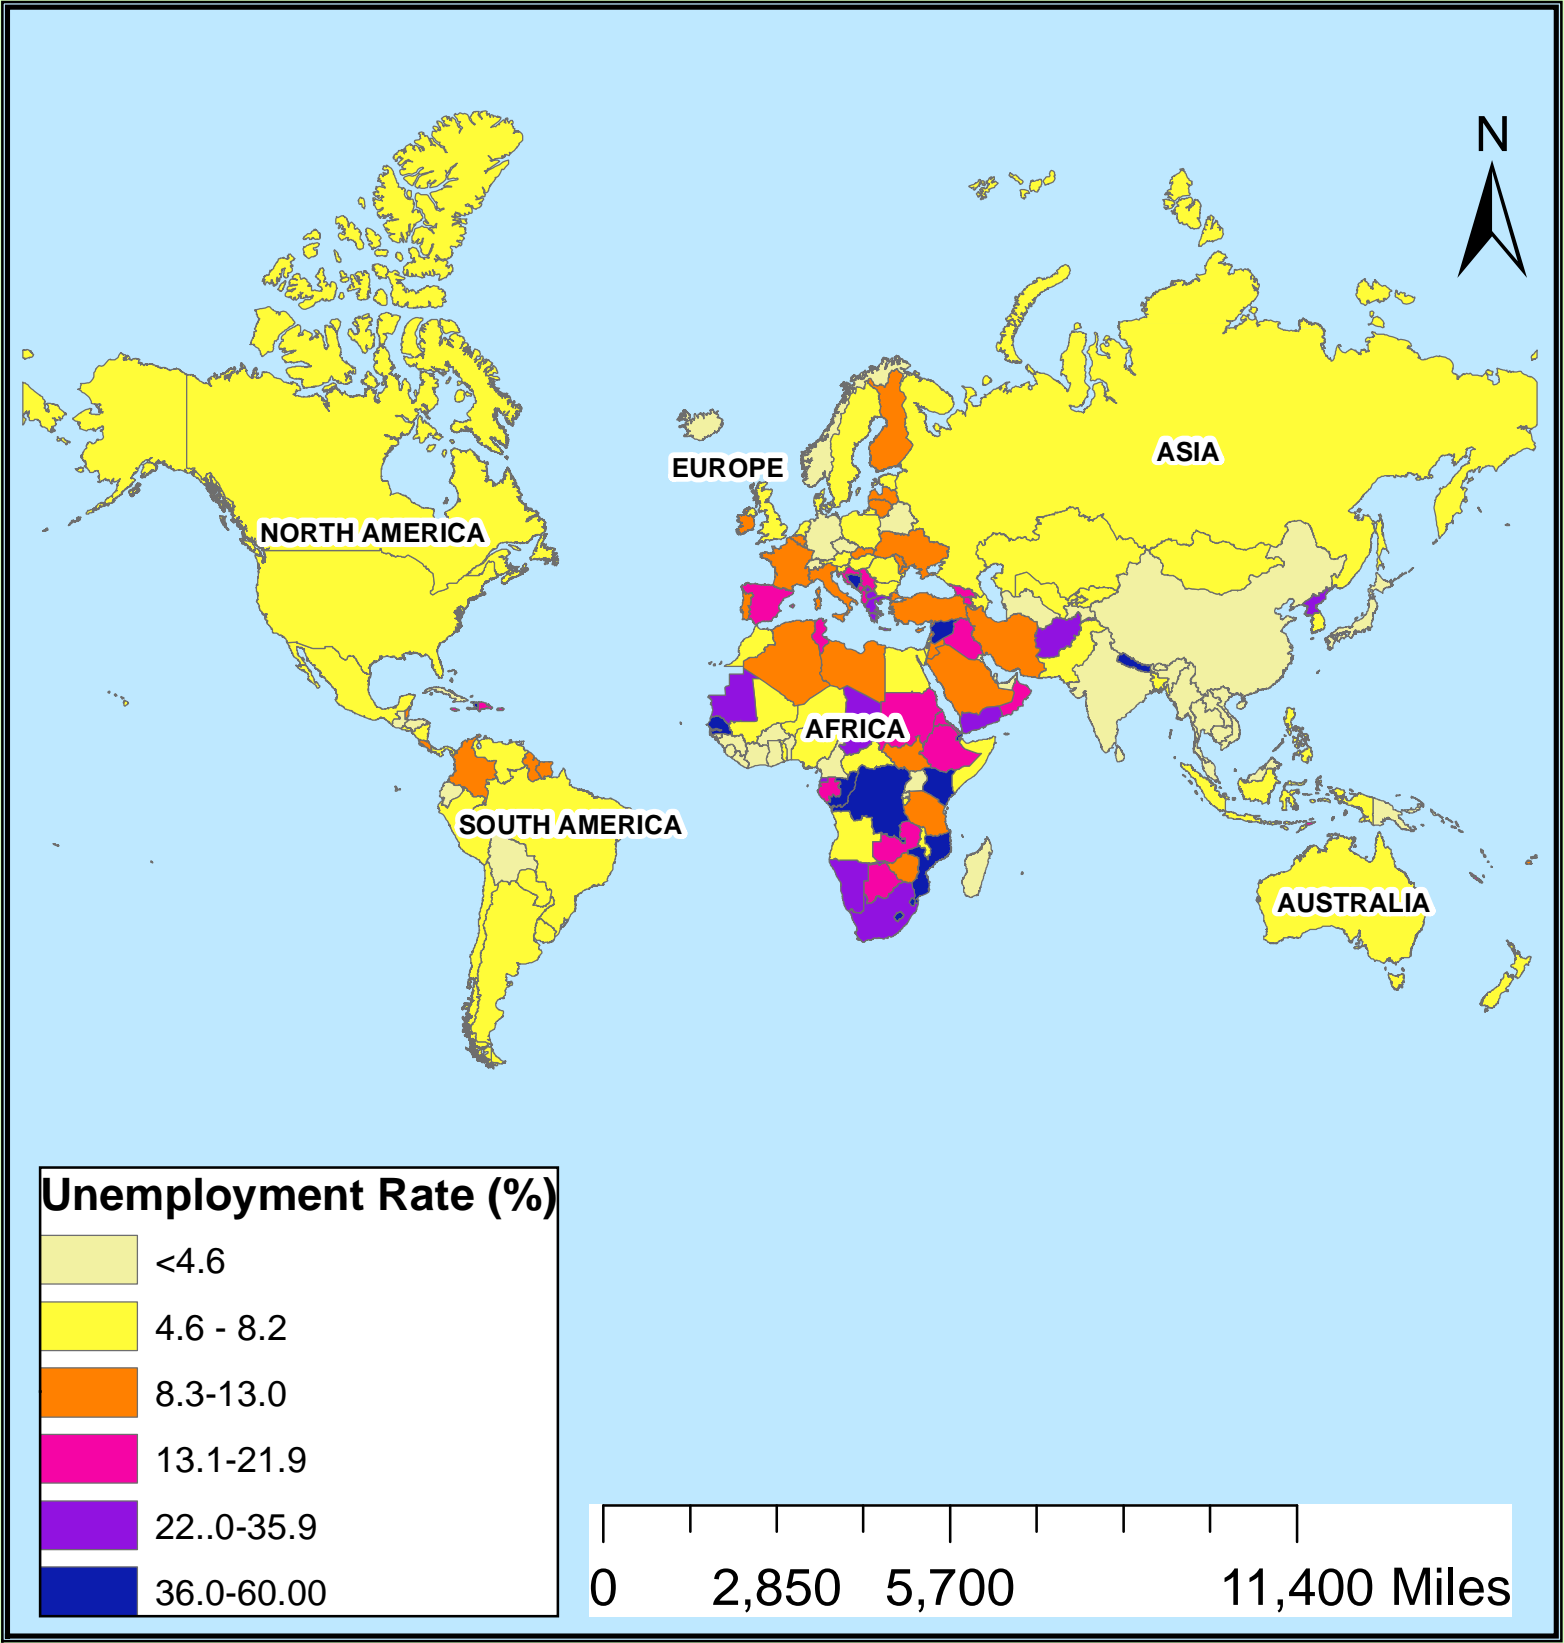 N
ASIA
EUROPE
NORTH AMERICA
AFRICA
SOUTH AMERICA
AUSTRALIA
Unemployment Rate (%)
<4.6
4.6 - 8.2
8.3-13.0
13.1-21.9
22..0-35.9
36.0-60.00
0 2,850 5,700 11,400 Miles